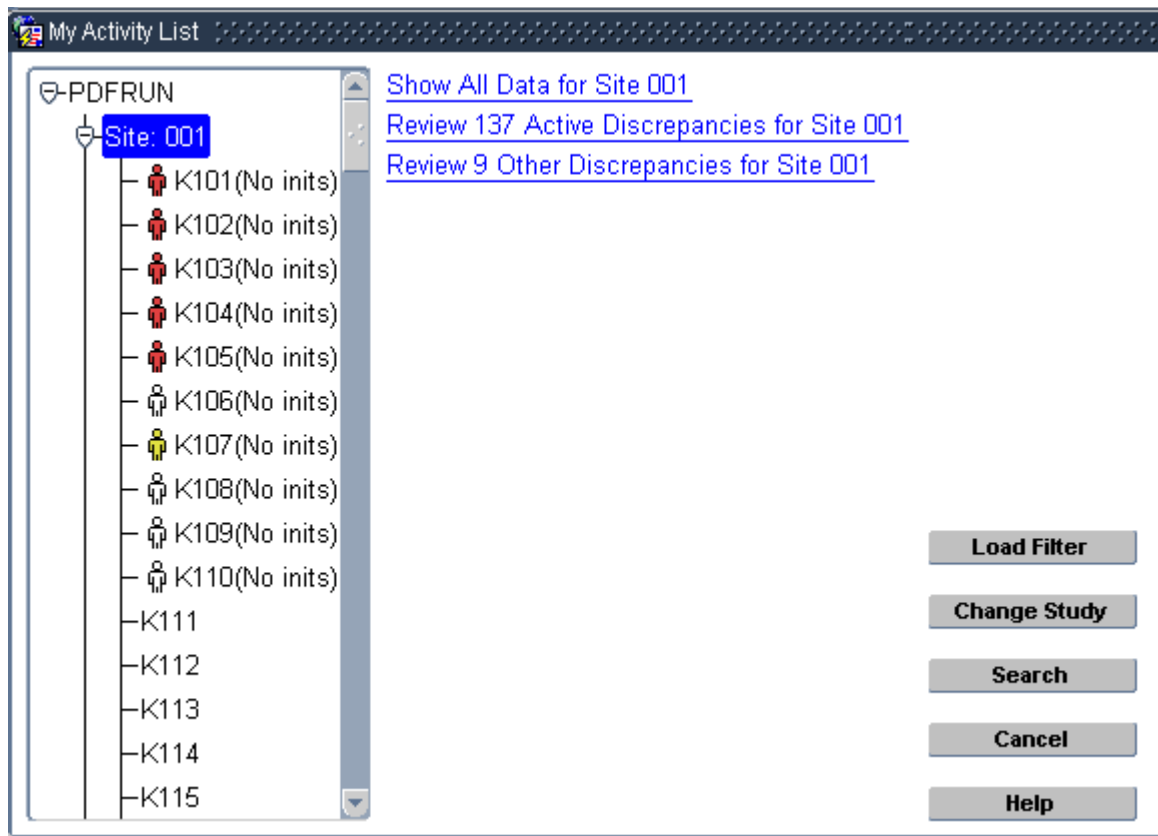 My Activity List
PDFRUN
Site: 001
K101(No inits)
K102(No inits)
K103(No inits)
K104(No inits)
K105(No inits)
K106(No inits)
K107(No inits)
K108(No inits)
K109(No inits)
K110(No inits)
K111
K112
K113
K114
K115
Show All Data for Site 001
Review 137 Active Discrepancies for Site 001
Review 9 Other Discrepancies for Site 001
Load Filter
Change Study
Search
Cancel
Help